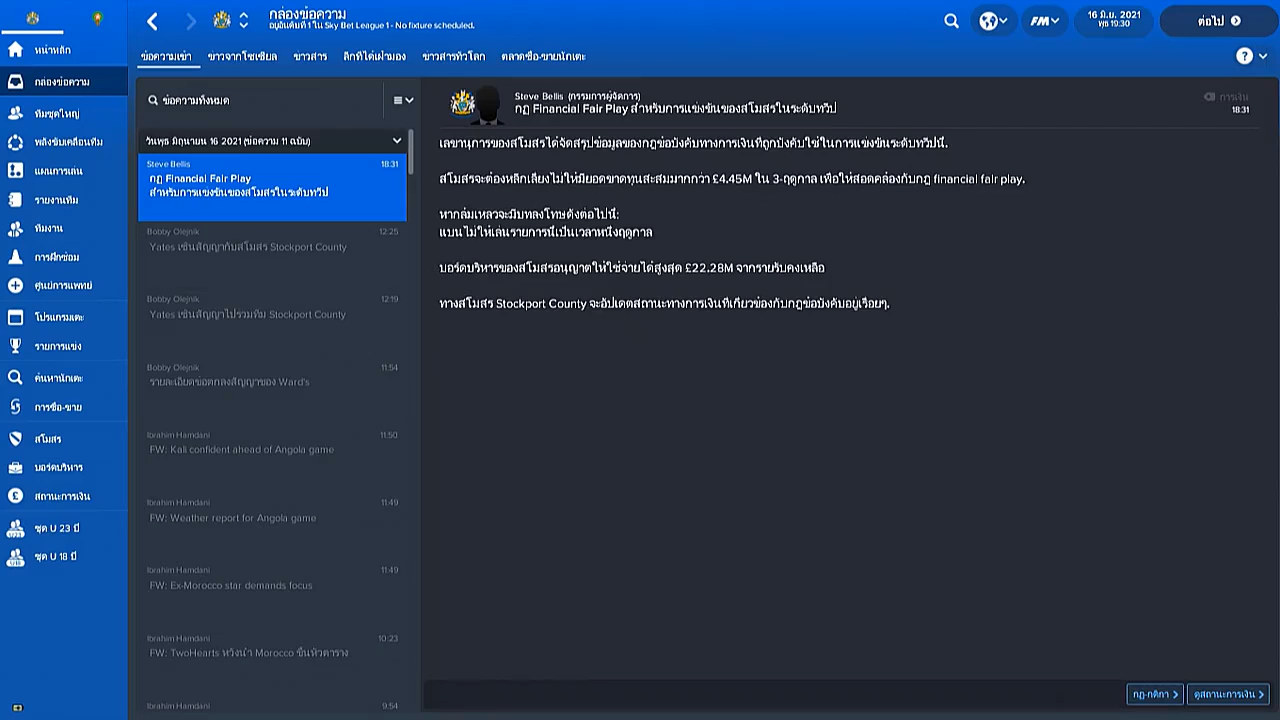 กล่องข้อความ
อยู่อันดับที่ 1 ใน Sky Bet League 1 - No fixture scheduled.
FM
16 มิ.ย. 2021
พุธ 19:30
ต่อไป
หน้าหลัก
ข้อความเข้า
ข่าวจากโซเชียล
ข่าวสาร
ลีกที่ได้เฝ้ามอง
ข่าวสารทั่วโลก
ตลาดซื้อ-ขายนักเตะ
?
กล่องข้อความ
ทีมชุดใหญ่
พลังขับเคลื่อนทีม
แผนการเล่น
รายงานทีม
ทีมงาน
การฝึกซ้อม
ศูนย์การแพทย์
โปรแกรมเตะ
รายการแข่ง
ค้นหานักเตะ
การซื้อ-ขาย
สโมสร
บอร์ดบริหาร
สถานะการเงิน
ชุด U 23 ปี
ชุด U 18 ปี
ข้อความทั้งหมด
วันพุธ มิถุนายน 16 2021 (ข้อความ 11 ฉบับ)
Steve Bellis 18:31
กฎ Financial Fair Play
สำหรับการแข่งขันของสโมสรในระดับทวีป
Bobby Olejnik 12:25
Yates เซ็นสัญญากับสโมสร Stockport County
Bobby Olejnik 12:19
Yates เซ็นสัญญาไปร่วมทีม Stockport County
Bobby Olejnik 11:54
รายละเอียดข้อตกลงสัญญาของ Ward's
Ibrahim Hamdani 11:50
FW: Kali confident ahead of Angola game
Ibrahim Hamdani 11:49
FW: Weather report for Angola game
Ibrahim Hamdani 11:49
FW: Ex-Morocco star demands focus
Ibrahim Hamdani 10:23
FW: TwoHearts หวังนำ Morocco ขึ้นหัวตาราง
Ibrahim Hamdani 9:54
Steve Bellis (กรรมการผู้จัดการ)
กฎ Financial Fair Play สำหรับการแข่งขันของสโมสรในระดับทวีป
การเงิน
18:31
เลขานุการของสโมสรได้จัดสรุปข้อมูลของกฎข้อบังคับทางการเงินที่ถูกบังคับใช้ในการแข่งขันระดับทวีปนี้.
สโมสรจะต้องหลีกเลี่ยงไม่ให้มียอดขาดทุนสะสมมากกว่า £4.45M ใน 3-ฤดูกาล เพื่อให้สอดคล้องกับกฎ financial fair play.
หากล้มเหลวจะมีบทลงโทษดังต่อไปนี้:
แบนไม่ให้เล่นรายการนี้เป็นเวลาหนึ่งฤดูกาล
บอร์ดบริหารของสโมสรอนุญาตให้ใช้จ่ายได้สูงสุด £22.28M จากรายรับคงเหลือ
ทางสโมสร Stockport County จะอัปเดตสถานะทางการเงินที่เกี่ยวข้องกับกฎข้อบังคับอยู่เรื่อยๆ.
กฎ-กติกา
ดูสถานะการเงิน